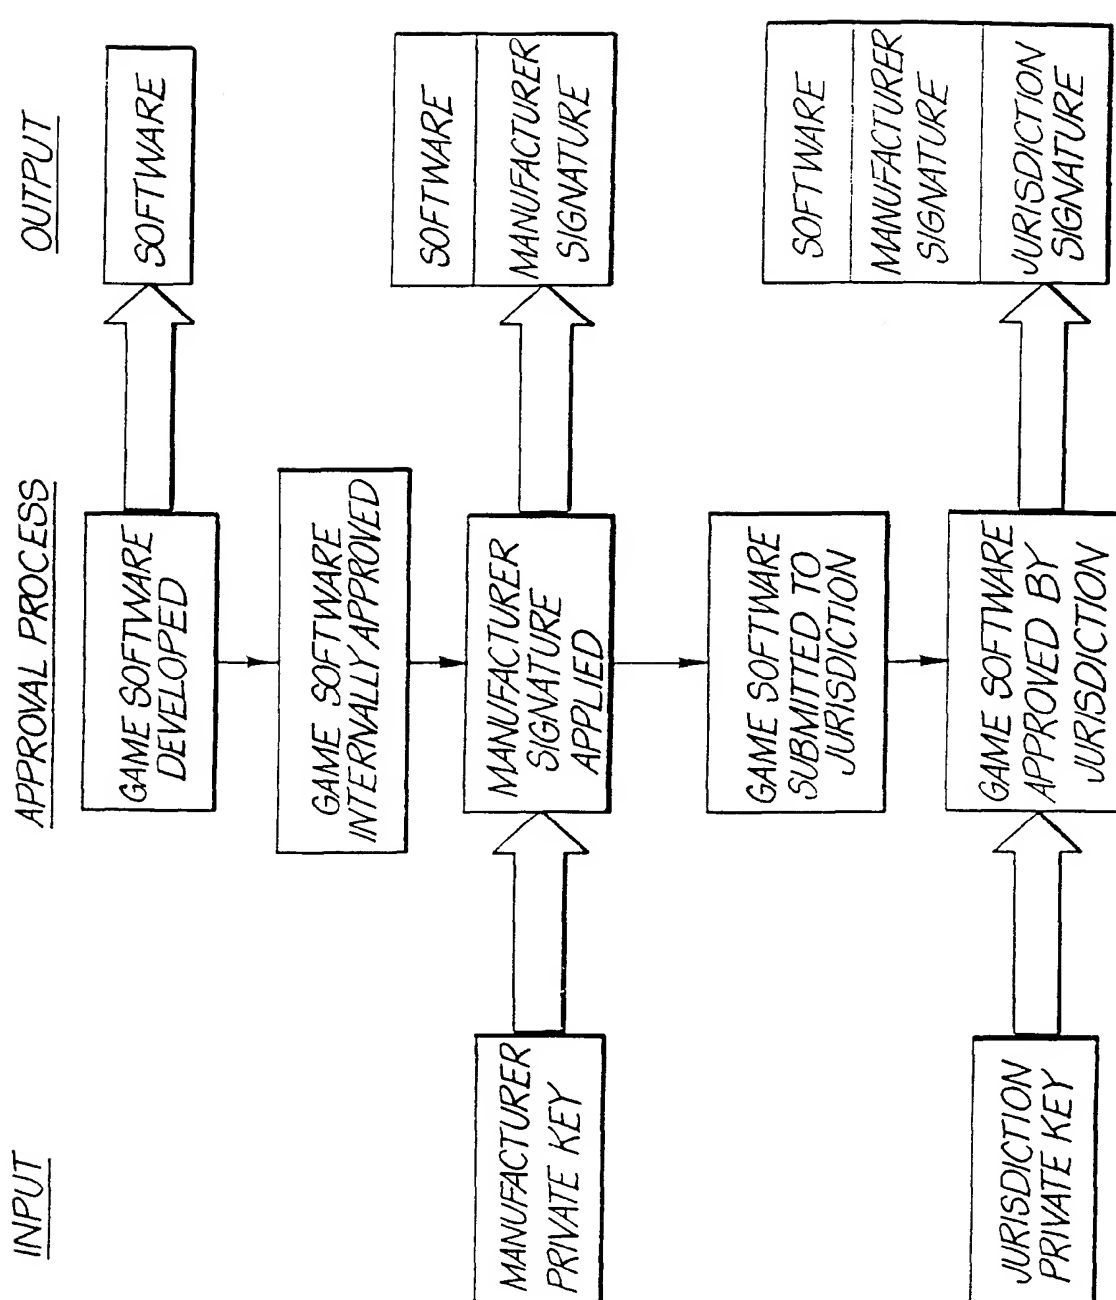 INPUT
APPROVAL PROCESS
OUTPUT
GAME SOFTWARE
DEVELOPED
SOFTWARE
GAME SOFTWARE
INTERNALLY APPROVED
MANUFACTURER
PRIVATE KEY
MANUFACTURER
SIGNATURE
APPLIED
SOFTWARE
MANUFACTURER
SIGNATURE
GAME SOFTWARE
SUBMITTED TO
JURISDICTION
JURISDICTION
PRIVATE KEY
GAME SOFTWARE
APPROVED BY
JURISDICTION
SOFTWARE
MANUFACTURER
SIGNATURE
JURISDICTION
SIGNATURE